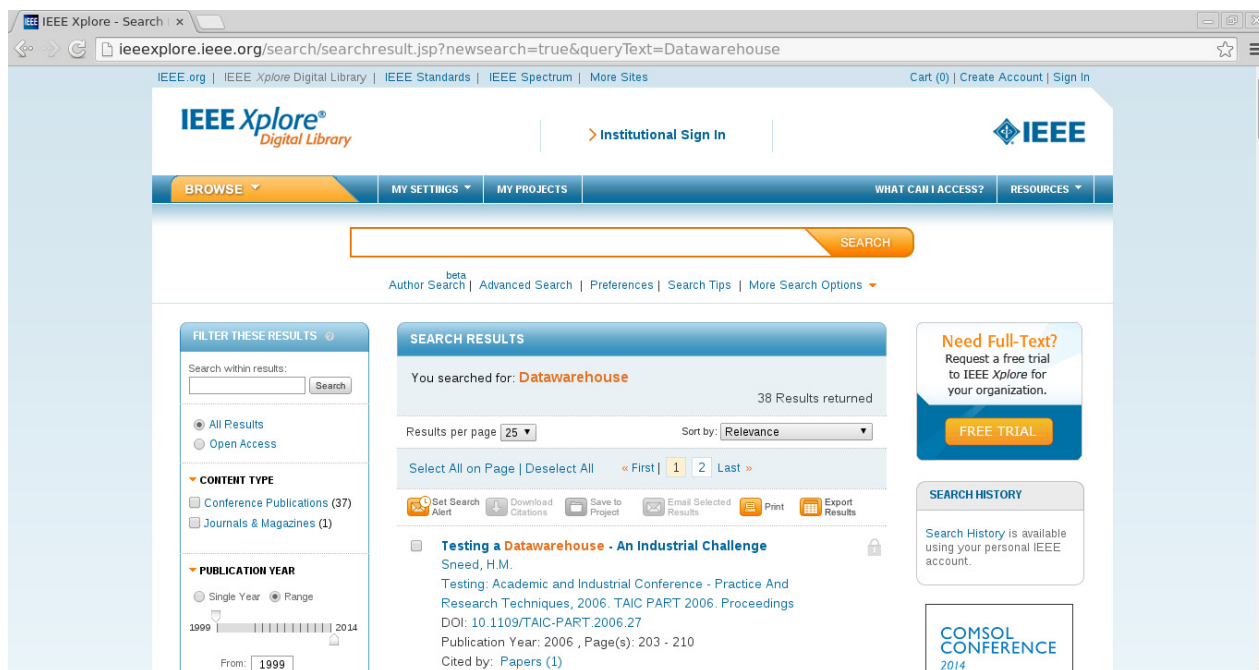 IEEE Xplore - Search
ieeexplore.ieee.org/search/searchresult.jsp?newsearch=true&queryText=Datawarehouse
IEEE.org | IEEE Xplore Digital Library | IEEE Standards | IEEE Spectrum | More Sites
Cart (0) | Create Account | Sign In
IEEE Xplore®
Digital Library
Institutional Sign In
IEEE
BROWSE
MY SETTINGS
MY PROJECTS
WHAT CAN I ACCESS?
RESOURCES
SEARCH
beta
Author Search | Advanced Search | Preferences | Search Tips | More Search Options
FILTER THESE RESULTS
Search within results:
Search
All Results
Open Access
CONTENT TYPE
Conference Publications (37)
Journals & Magazines (1)
PUBLICATION YEAR
Single Year Range
1999 2014
From: 1999
SEARCH RESULTS
You searched for: Datawarehouse
38 Results returned
Results per page 25
Sort by: Relevance
Select All on Page | Deselect All
« First | 1 2 Last »
Set Search Alert
Download Citations
Save to Project
Email Selected Results
Print
Export Results
Testing a Datawarehouse - An Industrial Challenge
Sneed, H.M.
Testing: Academic and Industrial Conference - Practice And
Research Techniques, 2006. TAIC PART 2006. Proceedings
DOI: 10.1109/TAIC-PART.2006.27
Publication Year: 2006 , Page(s): 203 - 210
Cited by: Papers (1)
Need Full-Text?
Request a free trial
to IEEE Xplore for
your organization.
FREE TRIAL
SEARCH HISTORY
Search History is available
using your personal IEEE
account.
COMSOL
CONFERENCE
2014